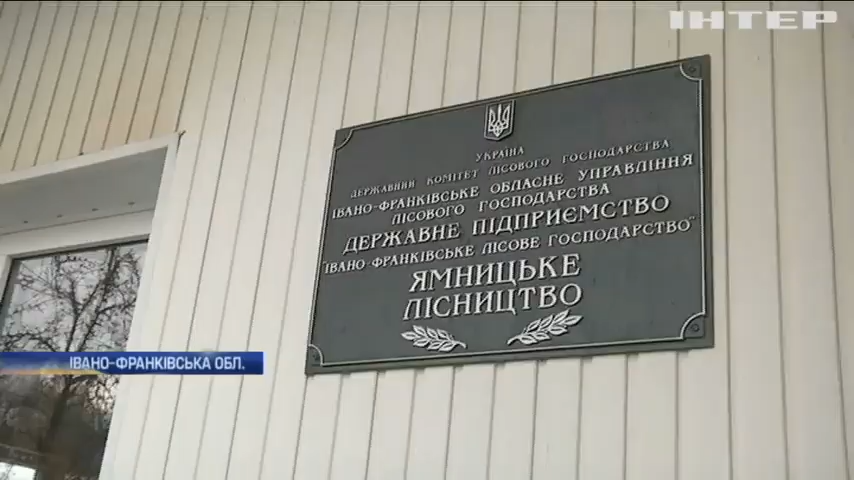 ІНТЕР
УКРАЇНА
ДЕРЖАВНИЙ КОМІТЕТ ЛІСОВОГО ГОСПОДАРСТВА
ІВАНО-ФРАНКІВСЬКЕ ОБЛАСНЕ УПРАВЛІННЯ
ЛІСОВОГО ГОСПОДАРСТВА
ДЕРЖАВНЕ ПІДПРИЄМСТВО
"ІВАНО-ФРАНКІВСЬКЕ ЛІСОВЕ ГОСПОДАРСТВО"
ЯМНИЦЬКЕ
ЛІСНИЦТВО
ІВАНО-ФРАНКІВСЬКА ОБЛ.